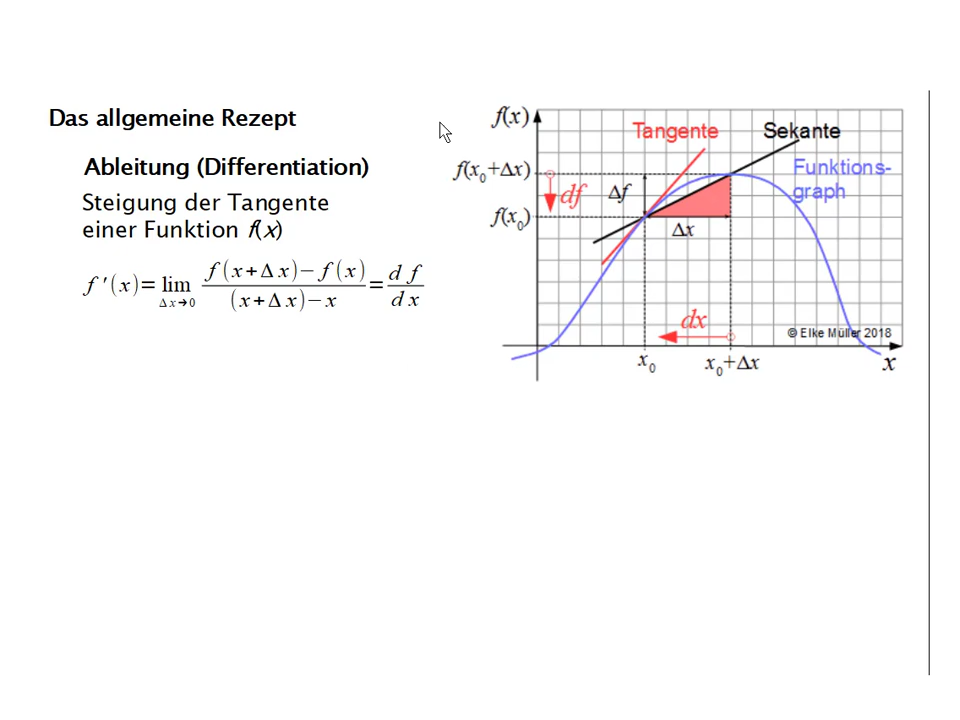 Das allgemeine Rezept
Ableitung (Differentiation)
Steigung der Tangente
einer Funktion f(x)
f '(x)= lim Δx→0 (f(x+Δx)−f(x))/((x+Δx)−x) = df/dx
f(x)
Tangente
Sekante
f(x₀+Δx)
df
Δf
Funktions-
graph
f(x₀)
Δx
dx
© Elke Müller 2018
x₀
x₀+Δx
x